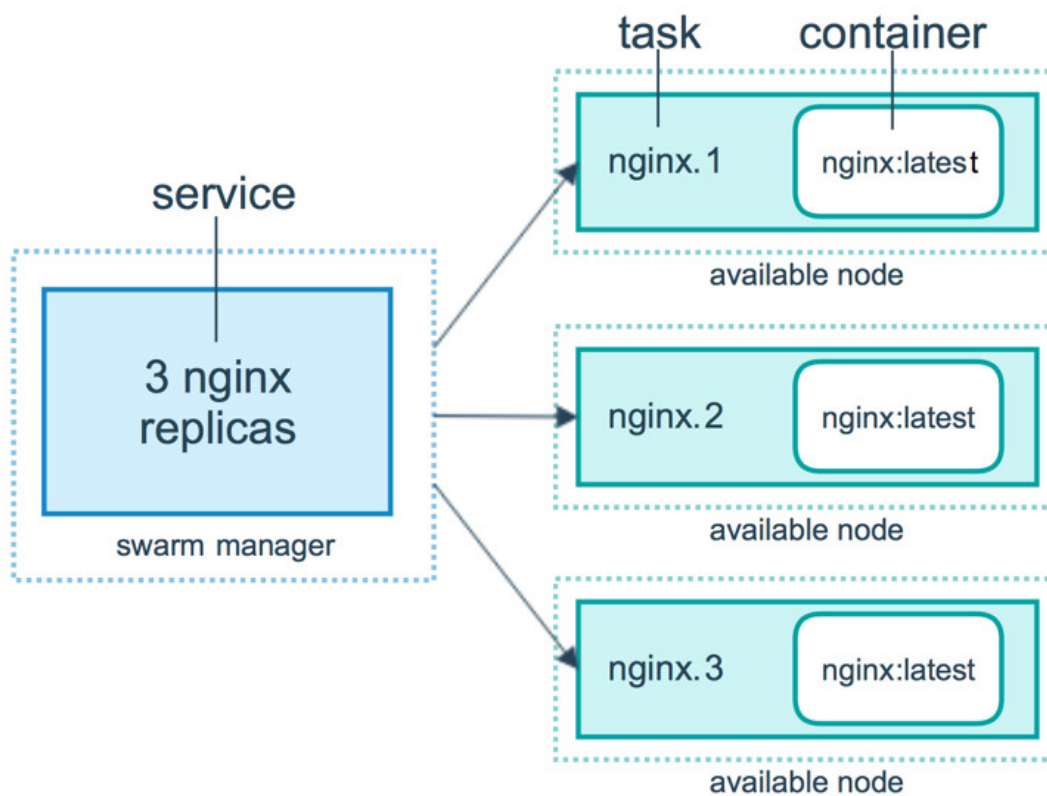 task
container
nginx.1
nginx:latest
available node
service
3 nginx
replicas
swarm manager
nginx.2
nginx:latest
available node
nginx.3
nginx:latest
available node